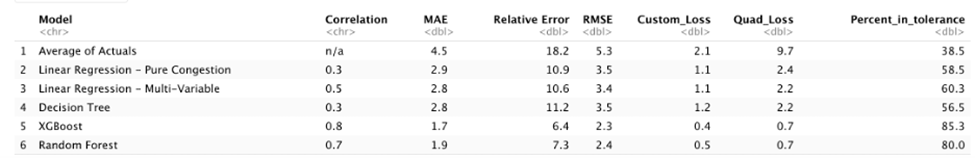 Model Correlation MAE Relative Error RMSE Custom_Loss Quad_Loss Percent_in_tolerance
<chr> <chr> <dbl> <dbl> <dbl> <dbl> <dbl> <dbl>
1 Average of Actuals n/a 4.5 18.2 5.3 2.1 9.7 38.5
2 Linear Regression – Pure Congestion 0.3 2.9 10.9 3.5 1.1 2.4 58.5
3 Linear Regression – Multi-Variable 0.5 2.8 10.6 3.4 1.1 2.2 60.3
4 Decision Tree 0.3 2.8 11.2 3.5 1.2 2.2 56.5
5 XGBoost 0.8 1.7 6.4 2.3 0.4 0.7 85.3
6 Random Forest 0.7 1.9 7.3 2.4 0.5 0.7 80.0